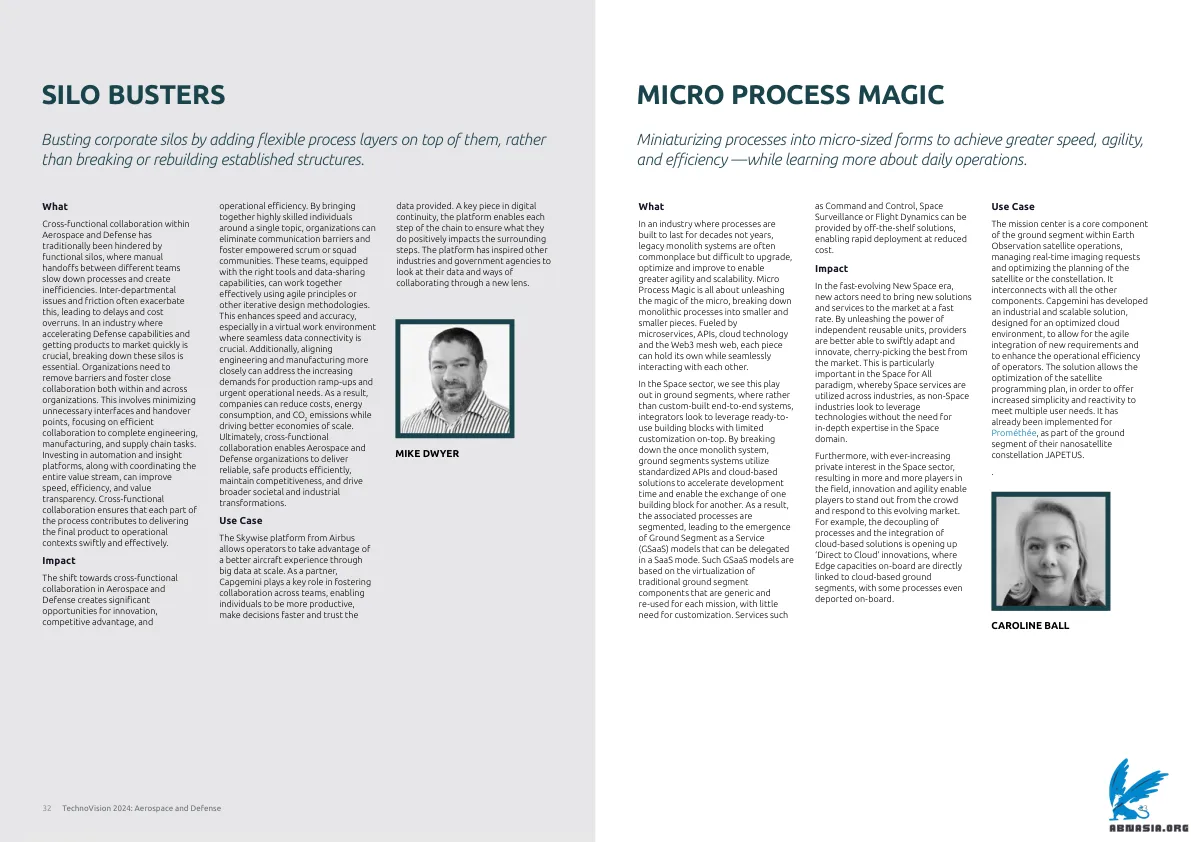 SILO BUSTERS
Busting corporate silos by adding flexible process layers on top of them, rather
than breaking or rebuilding established structures.
What
Cross-functional collaboration within
Aerospace and Defense has
traditionally been hindered by
functional silos, where manual
handoffs between different teams
slow down processes and create
inefficiencies. Inter-departmental
issues and friction often exacerbate
this, leading to delays and cost
overruns. In an industry where
accelerating Defense capabilities and
getting products to market quickly is
crucial, breaking down these silos is
essential. Organizations need to
remove barriers and foster close
collaboration both within and across
organizations. This involves minimizing
unnecessary interfaces and handover
points, focusing on efficient
collaboration to complete engineering,
manufacturing, and supply chain tasks.
Investing in automation and insight
platforms, along with coordinating the
entire value stream, can improve
speed, efficiency, and value
transparency. Cross-functional
collaboration ensures that each part of
the process contributes to delivering
the final product to operational
contexts swiftly and effectively.
Impact
The shift towards cross-functional
collaboration in Aerospace and
Defense creates significant
opportunities for innovation,
competitive advantage, and
operational efficiency. By bringing
together highly skilled individuals
around a single topic, organizations can
eliminate communication barriers and
foster empowered scrum or squad
communities. These teams, equipped
with the right tools and data-sharing
capabilities, can work together
effectively using agile principles or
other iterative design methodologies.
This enhances speed and accuracy,
especially in a virtual work environment
where seamless data connectivity is
crucial. Additionally, aligning
engineering and manufacturing more
closely can address the increasing
demands for production ramp-ups and
urgent operational needs. As a result,
companies can reduce costs, energy
consumption, and CO₂ emissions while
driving better economies of scale.
Ultimately, cross-functional
collaboration enables Aerospace and
Defense organizations to deliver
reliable, safe products efficiently,
maintain competitiveness, and drive
broader societal and industrial
transformations.
Use Case
The Skywise platform from Airbus
allows operators to take advantage of
a better aircraft experience through
big data at scale. As a partner,
Capgemini plays a key role in fostering
collaboration across teams, enabling
individuals to be more productive,
make decisions faster and trust the
data provided. A key piece in digital
continuity, the platform enables each
step of the chain to ensure what they
do positively impacts the surrounding
steps. The platform has inspired other
industries and government agencies to
look at their data and ways of
collaborating through a new lens.
MIKE DWYER
32 TechnoVision 2024: Aerospace and Defense
MICRO PROCESS MAGIC
Miniaturizing processes into micro-sized forms to achieve greater speed, agility,
and efficiency —while learning more about daily operations.
What
In an industry where processes are
built to last for decades not years,
legacy monolith systems are often
commonplace but difficult to upgrade,
optimize and improve to enable
greater agility and scalability. Micro
Process Magic is all about unleashing
the magic of the micro, breaking down
monolithic processes into smaller and
smaller pieces. Fueled by
microservices, APIs, cloud technology
and the Web3 mesh web, each piece
can hold its own while seamlessly
interacting with each other.
In the Space sector, we see this play
out in ground segments, where rather
than custom-built end-to-end systems,
integrators look to leverage ready-to-
use building blocks with limited
customization on-top. By breaking
down the once monolith system,
ground segments systems utilize
standardized APIs and cloud-based
solutions to accelerate development
time and enable the exchange of one
building block for another. As a result,
the associated processes are
segmented, leading to the emergence
of Ground Segment as a Service
(GSaaS) models that can be delegated
in a SaaS mode. Such GSaaS models are
based on the virtualization of
traditional ground segment
components that are generic and
re-used for each mission, with little
need for customization. Services such
as Command and Control, Space
Surveillance or Flight Dynamics can be
provided by off-the-shelf solutions,
enabling rapid deployment at reduced
cost.
Impact
In the fast-evolving New Space era,
new actors need to bring new solutions
and services to the market at a fast
rate. By unleashing the power of
independent reusable units, providers
are better able to swiftly adapt and
innovate, cherry-picking the best from
the market. This is particularly
important in the Space for All
paradigm, whereby Space services are
utilized across industries, as non-Space
industries look to leverage
technologies without the need for
in-depth expertise in the Space
domain.
Furthermore, with ever-increasing
private interest in the Space sector,
resulting in more and more players in
the field, innovation and agility enable
players to stand out from the crowd
and respond to this evolving market.
For example, the decoupling of
processes and the integration of
cloud-based solutions is opening up
‘Direct to Cloud’ innovations, where
Edge capacities on-board are directly
linked to cloud-based ground
segments, with some processes even
deported on-board.
Use Case
The mission center is a core component
of the ground segment within Earth
Observation satellite operations,
managing real-time imaging requests
and optimizing the planning of the
satellite or the constellation. It
interconnects with all the other
components. Capgemini has developed
an industrial and scalable solution,
designed for an optimized cloud
environment, to allow for the agile
integration of new requirements and
to enhance the operational efficiency
of operators. The solution allows the
optimization of the satellite
programming plan, in order to offer
increased simplicity and reactivity to
meet multiple user needs. It has
already been implemented for
Prométhée, as part of the ground
segment of their nanosatellite
constellation JAPETUS.
.
CAROLINE BALL
ABNASIA.ORG